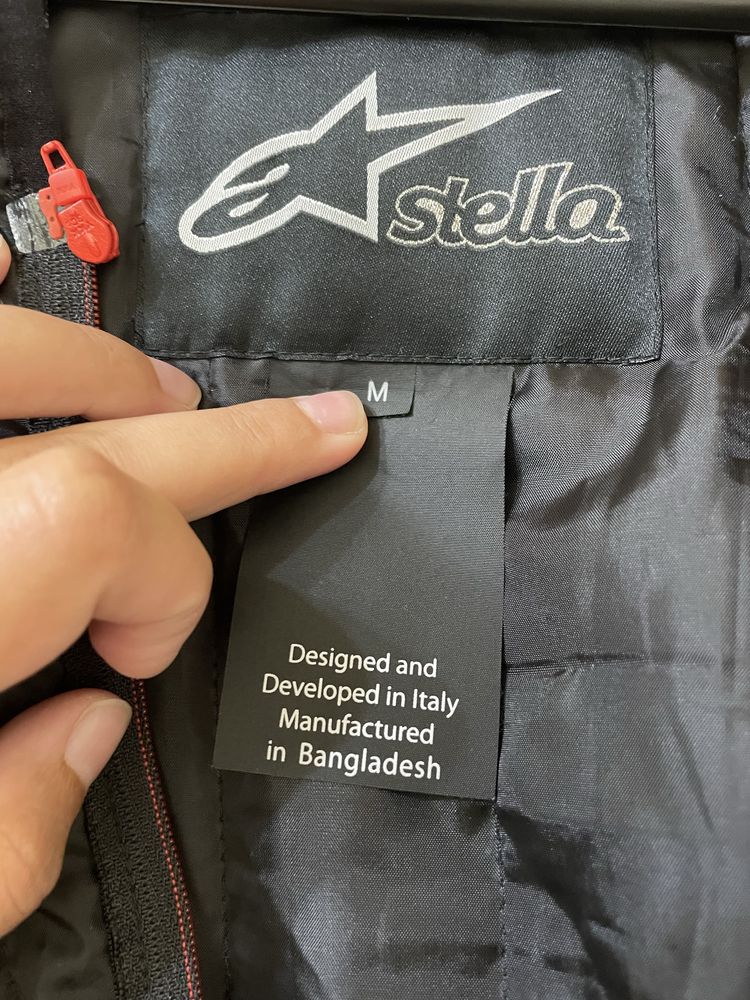 stella
M
Designed and
Developed in Italy
Manufactured
in Bangladesh